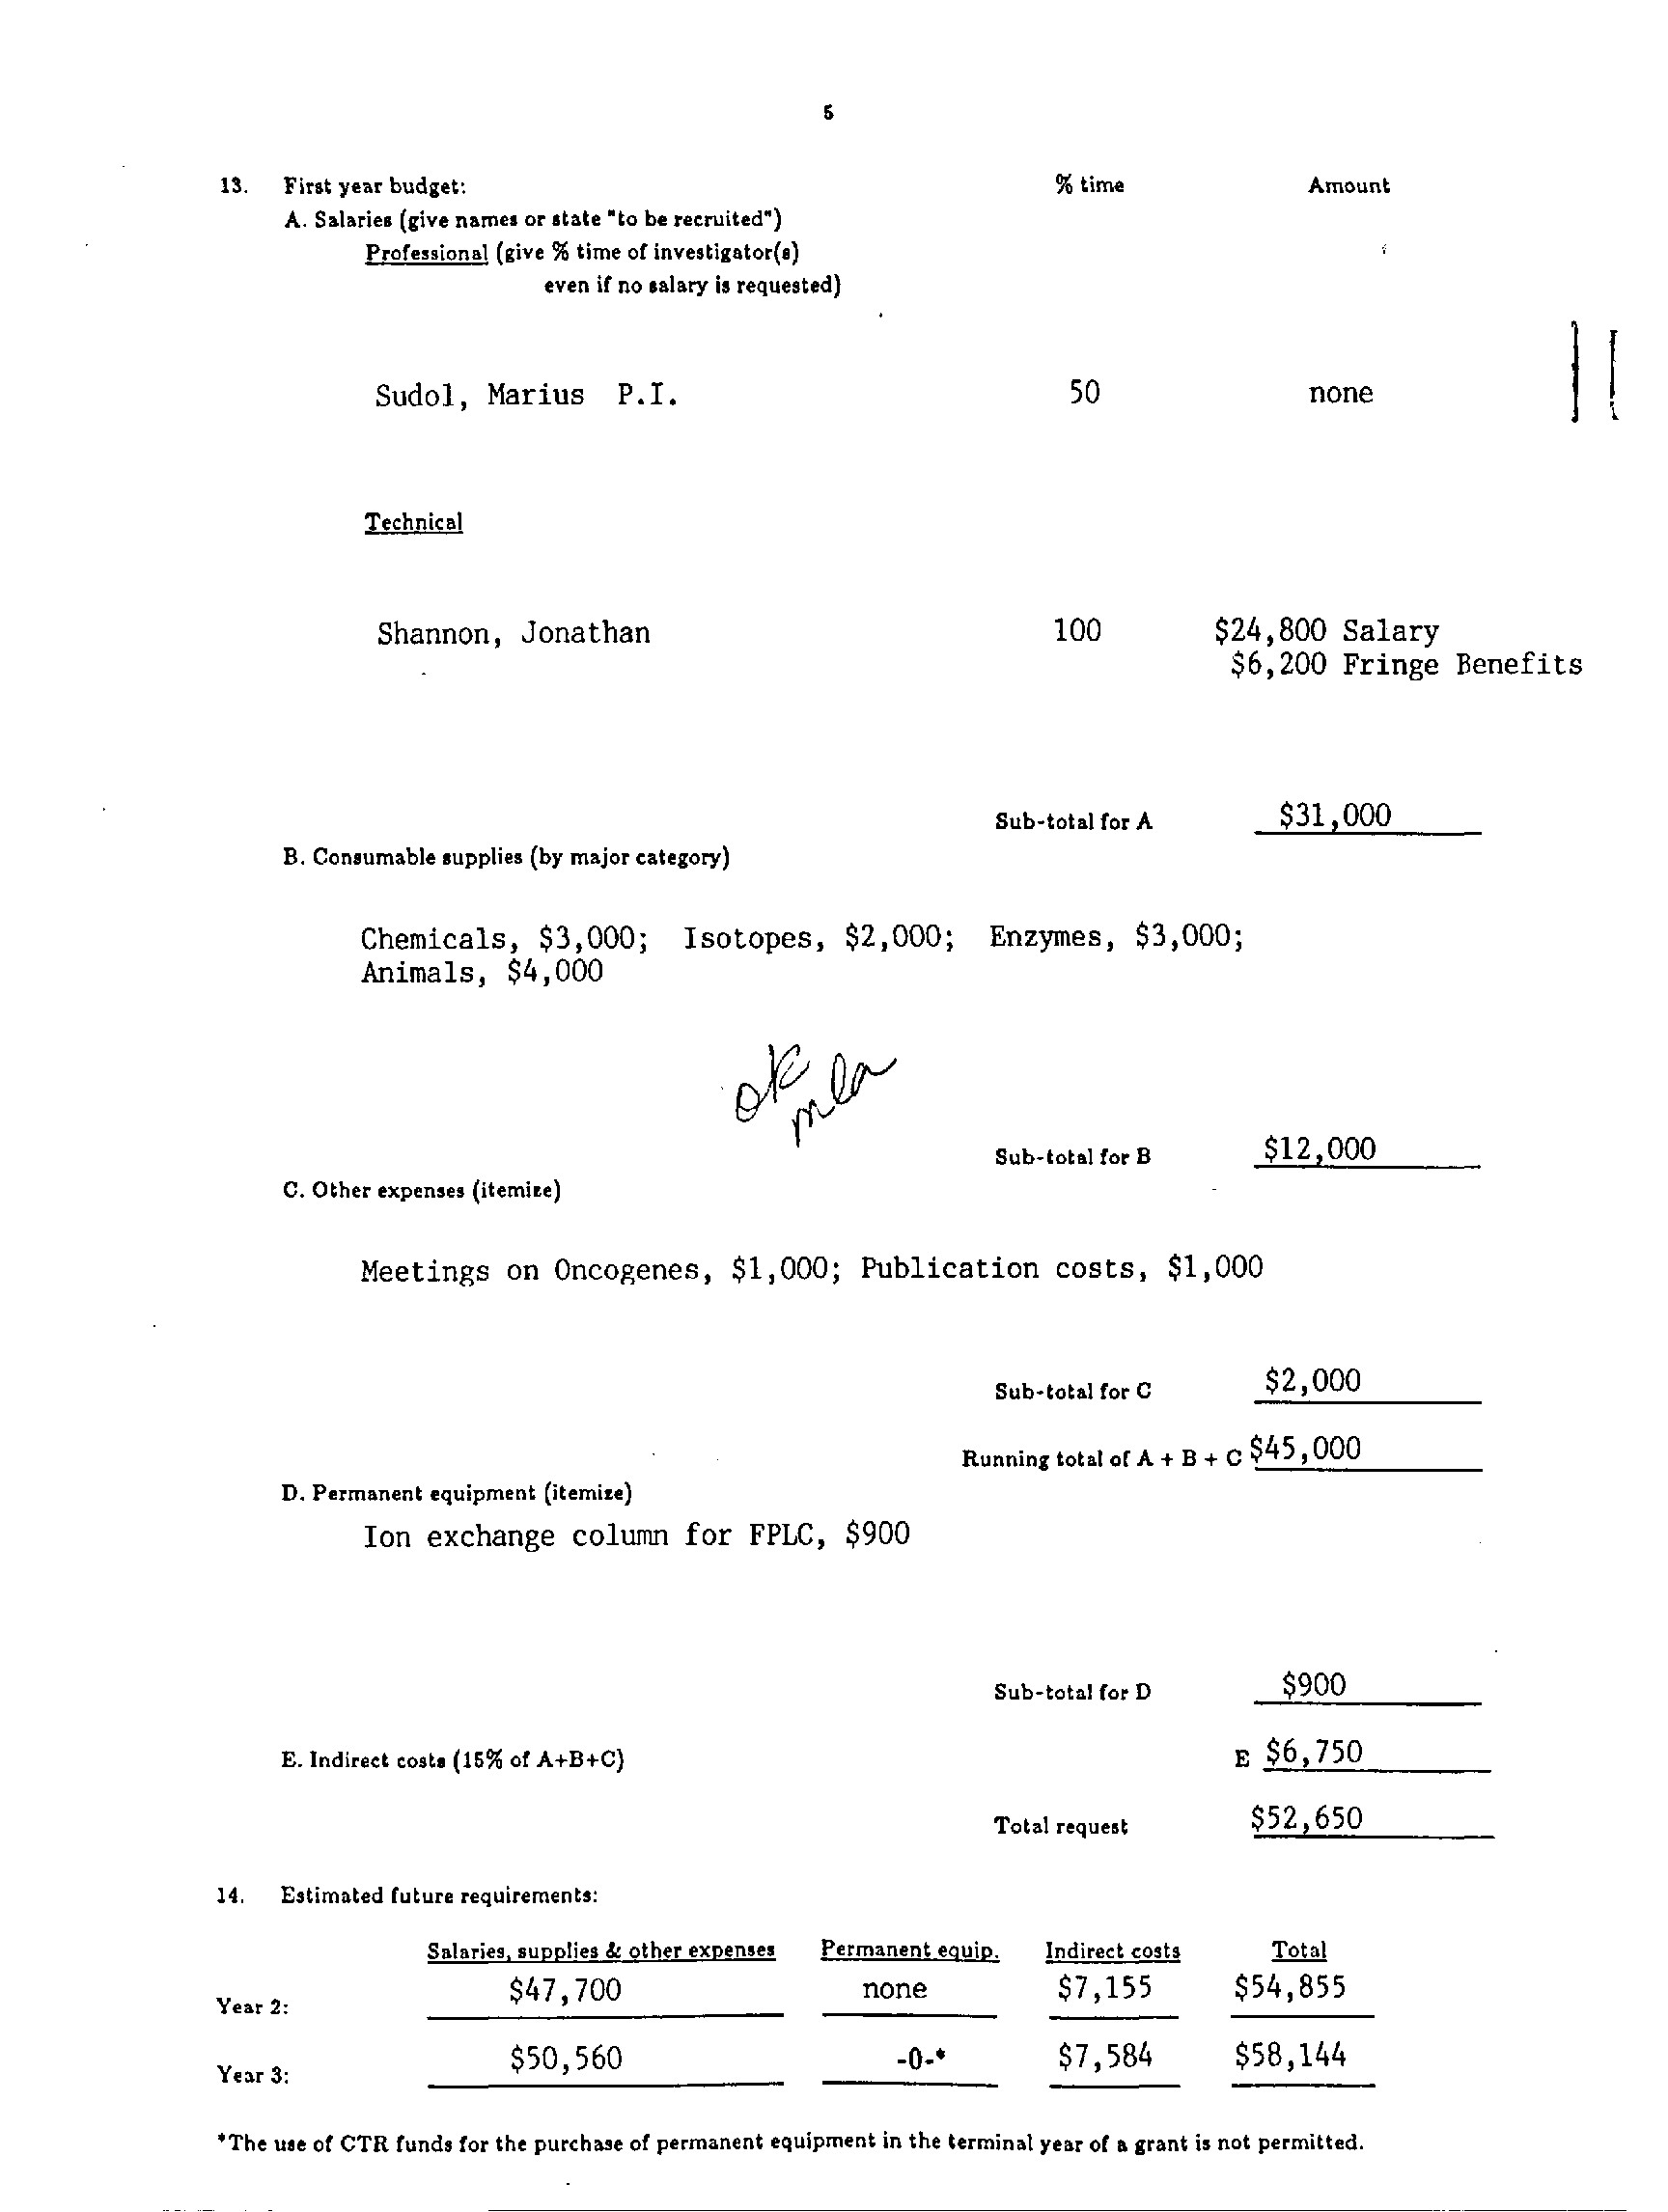 5
13. First year budget: % time Amount
A. Salaries (give names or state "to be recruited")
Professional (give % time of investigator(s)
even if no salary is requested)
Sudol, Marius P.I. 50 none
Technical
Shannon, Jonathan 100 $24,800 Salary
$6,200 Fringe Benefits
Sub-total for A $31,000
B. Consumable supplies (by major category)
Chemicals, $3,000; Isotopes, $2,000; Enzymes, $3,000;
Animals, $4,000
ok
Sub-total for B $12,000
C. Other expenses (itemize)
Meetings on Oncogenes, $1,000; Publication costs, $1,000
Sub-total for C $2,000
Running total of A + B + C $45,000
D. Permanent equipment (itemize)
Ion exchange column for FPLC, $900
Sub-total for D $900
E. Indirect costs (15% of A+B+C) E $6,750
Total request $52,650
14. Estimated future requirements:
Salaries, supplies & other expenses Permanent equip. Indirect costs Total
Year 2: $47,700 none $7,155 $54,855
Year 3: $50,560 -0-* $7,584 $58,144
*The use of CTR funds for the purchase of permanent equipment in the terminal year of a grant is not permitted.